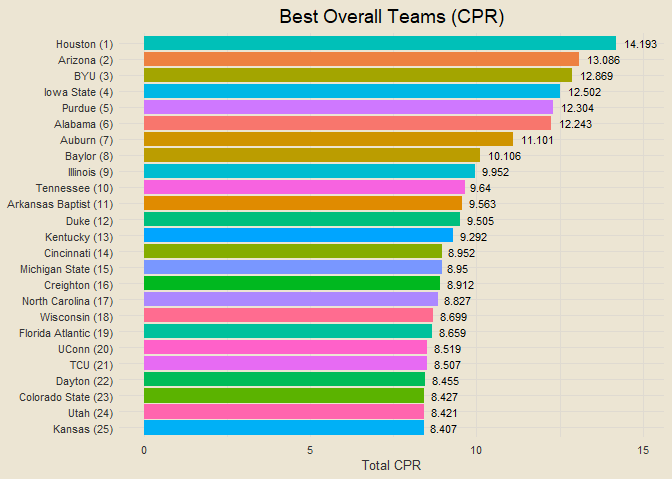 Best Overall Teams (CPR)
Houston (1) 14.193
Arizona (2) 13.086
BYU (3) 12.869
Iowa State (4) 12.502
Purdue (5) 12.304
Alabama (6) 12.243
Auburn (7) 11.101
Baylor (8) 10.106
Illinois (9) 9.952
Tennessee (10) 9.64
Arkansas Baptist (11) 9.563
Duke (12) 9.505
Kentucky (13) 9.292
Cincinnati (14) 8.952
Michigan State (15) 8.95
Creighton (16) 8.912
North Carolina (17) 8.827
Wisconsin (18) 8.699
Florida Atlantic (19) 8.659
UConn (20) 8.519
TCU (21) 8.507
Dayton (22) 8.455
Colorado State (23) 8.427
Utah (24) 8.421
Kansas (25) 8.407
0 5 10 15
Total CPR